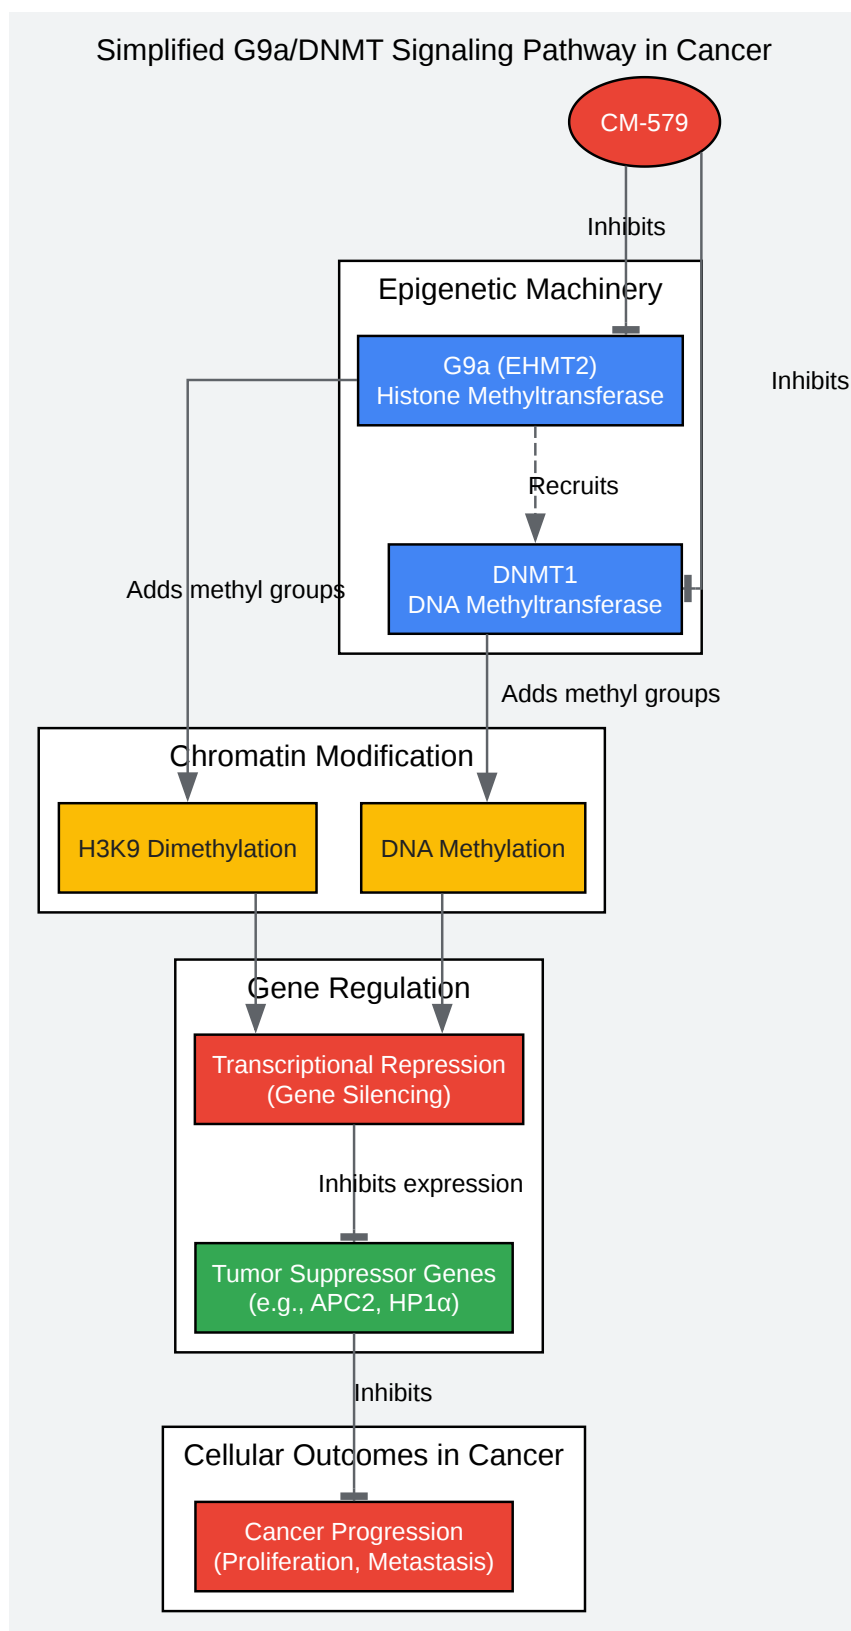 Simplified G9a/DNMT Signaling Pathway in Cancer
CM-579
Inhibits
Epigenetic Machinery
G9a (EHMT2)
Histone Methyltransferase
Inhibits
Recruits
DNMT1
DNA Methyltransferase
Adds methyl groups
Adds methyl groups
Chromatin Modification
H3K9 Dimethylation
DNA Methylation
Gene Regulation
Transcriptional Repression
(Gene Silencing)
Inhibits expression
Tumor Suppressor Genes
(e.g., APC2, HP1α)
Inhibits
Cellular Outcomes in Cancer
Cancer Progression
(Proliferation, Metastasis)